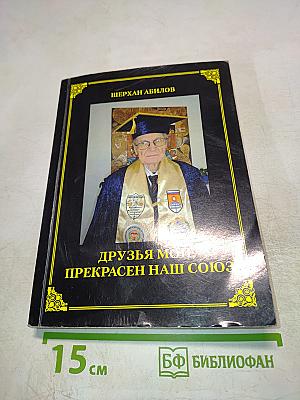 ШЕРХАН АБИЛОВ
ДРУЗЬЯ
ПРЕКРАСЕН НАШ СОЮЗ
15 см
БФ БИБЛИОФАН